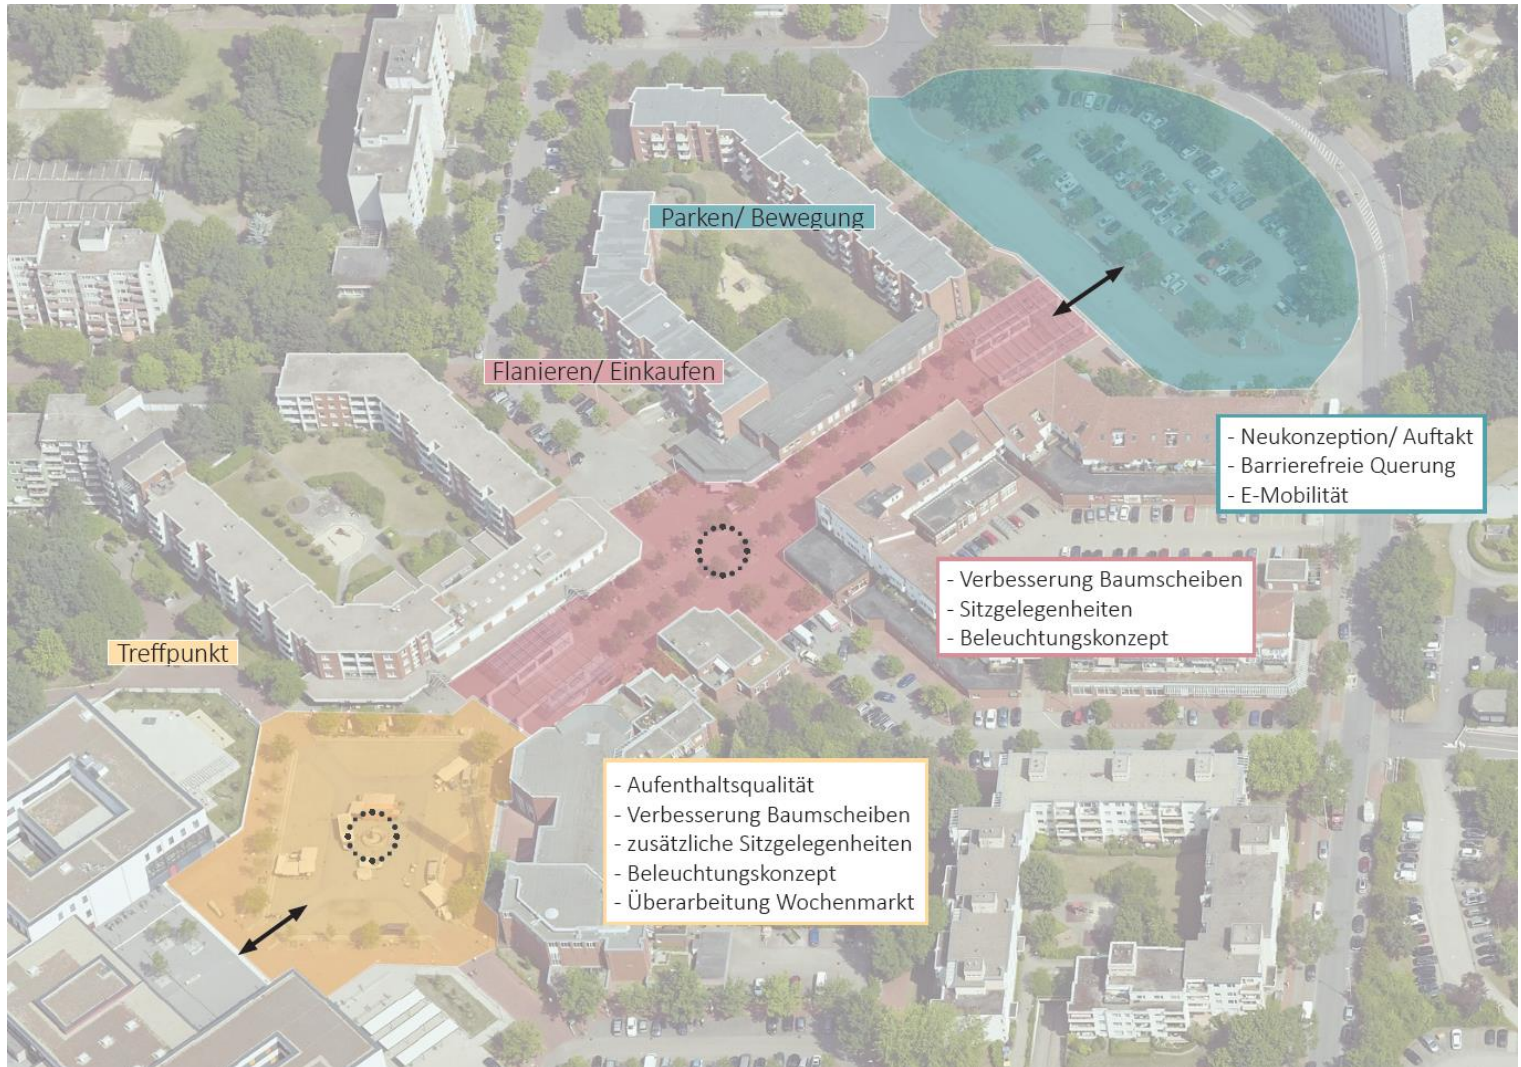 Parken/ Bewegung
Flanieren/ Einkaufen
- Neukonzeption/ Auftakt
- Barrierefreie Querung
- E-Mobilität
- Verbesserung Baumscheiben
- Sitzgelegenheiten
- Beleuchtungskonzept
Treffpunkt
- Aufenthaltsqualität
- Verbesserung Baumscheiben
- zusätzliche Sitzgelegenheiten
- Beleuchtungskonzept
- Überarbeitung Wochenmarkt